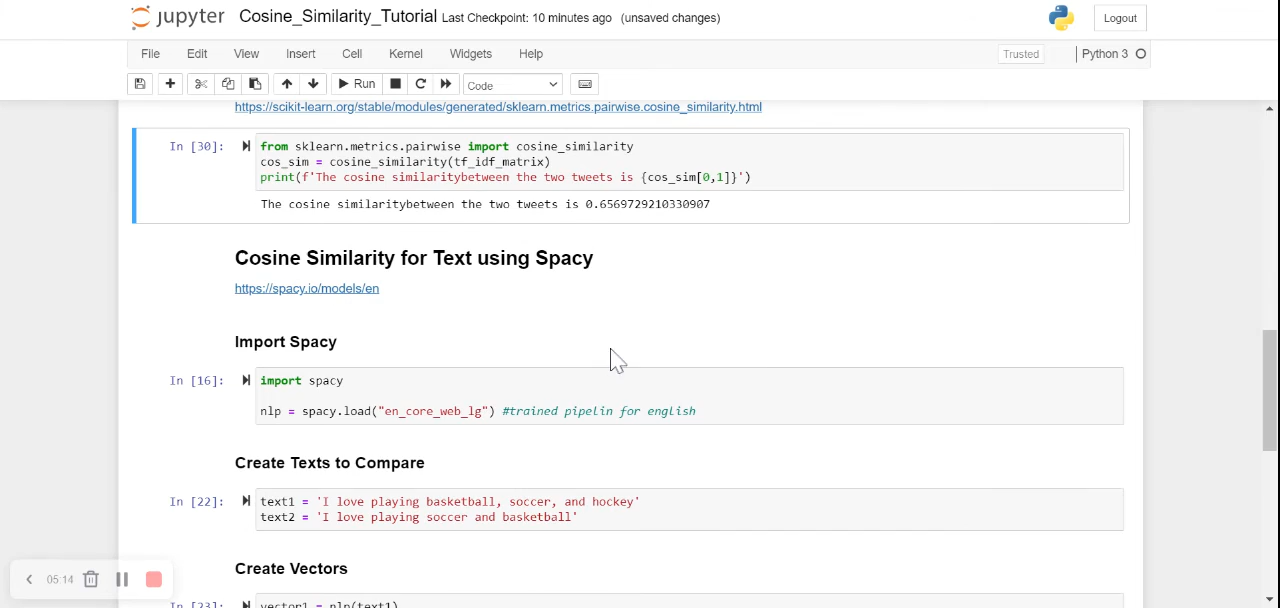 jupyter Cosine_Similarity_Tutorial Last Checkpoint: 10 minutes ago (unsaved changes) Logout
File Edit View Insert Cell Kernel Widgets Help Trusted Python 3
Run Code
https://scikit-learn.org/stable/modules/generated/sklearn.metrics.pairwise.cosine_similarity.html
In [30]: from sklearn.metrics.pairwise import cosine_similarity
cos_sim = cosine_similarity(tf_idf_matrix)
print(f'The cosine similaritybetween the two tweets is {cos_sim[0,1]}')
The cosine similaritybetween the two tweets is 0.6569729210330907
Cosine Similarity for Text using Spacy
https://spacy.io/models/en
Import Spacy
In [16]: import spacy
nlp = spacy.load("en_core_web_lg") #trained pipelin for english
Create Texts to Compare
In [22]: text1 = 'I love playing basketball, soccer, and hockey'
text2 = 'I love playing soccer and basketball'
Create Vectors
05:14
In [23]: vector1 = nlp(text1)